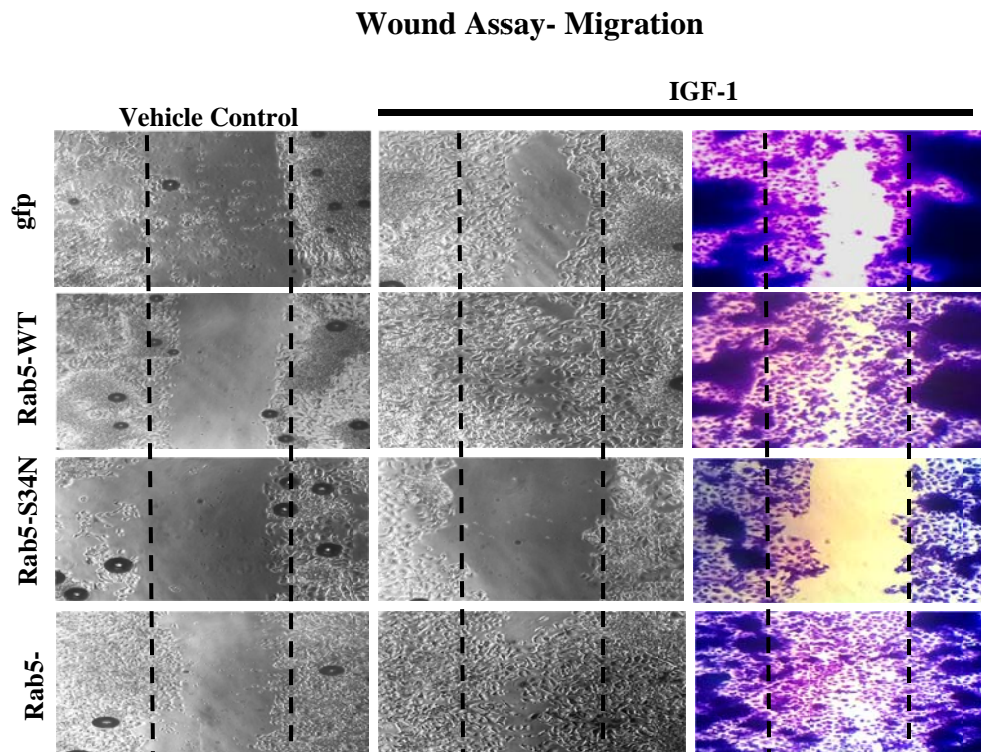 Wound Assay- Migration
IGF-1
Vehicle Control
gfp
Rab5-WT
Rab5-S34N
Rab5-